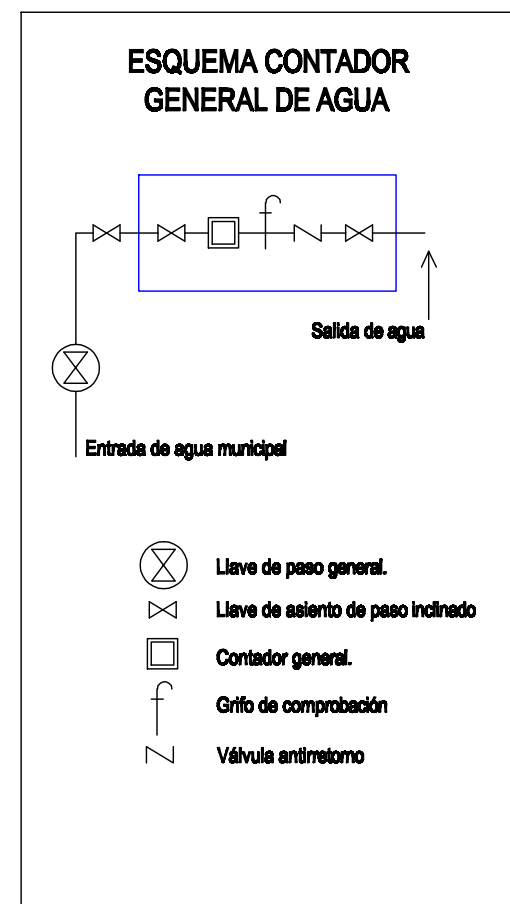 ESQUEMA CONTADOR
GENERAL DE AGUA
Salida de agua
Entrada de agua municipal
Llave de paso general.
Llave de asiento de paso inclinado
Contador general.
Grifo de comprobación
Válvula antirretorno